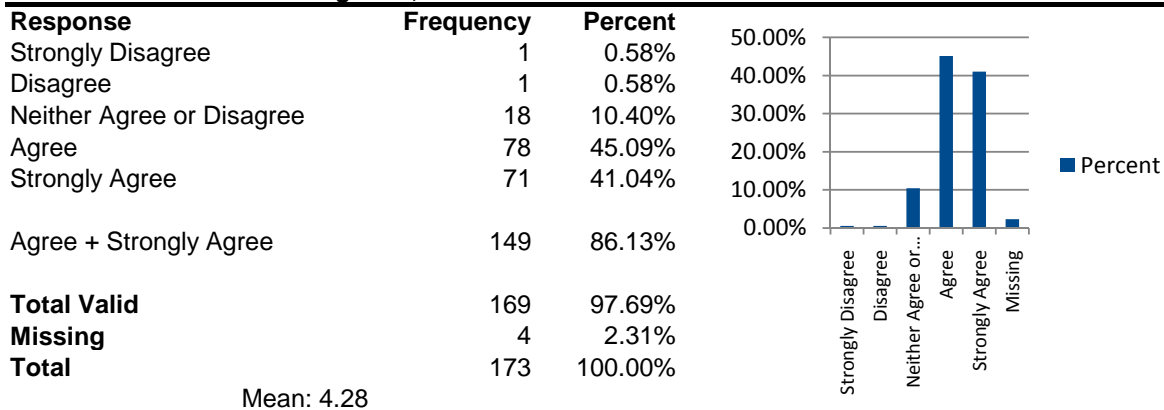 Response Frequency Percent
Strongly Disagree 1 0.58%
Disagree 1 0.58%
Neither Agree or Disagree 18 10.40%
Agree 78 45.09%
Strongly Agree 71 41.04%
Agree + Strongly Agree 149 86.13%
Total Valid 169 97.69%
Missing 4 2.31%
Total 173 100.00%
Mean: 4.28
50.00%
40.00%
30.00%
20.00%
10.00%
0.00%
Strongly Disagree
Disagree
Neither Agree or...
Agree
Strongly Agree
Missing
Percent